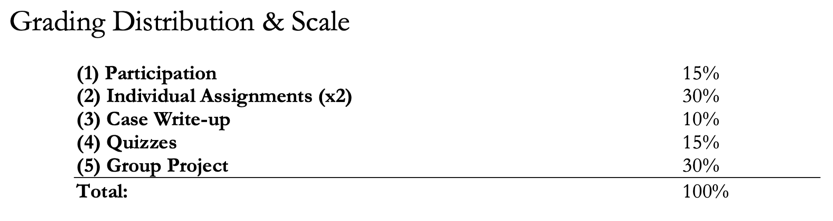 Grading Distribution & Scale
(1) Participation 15%
(2) Individual Assignments (x2) 30%
(3) Case Write-up 10%
(4) Quizzes 15%
(5) Group Project 30%
Total: 100%